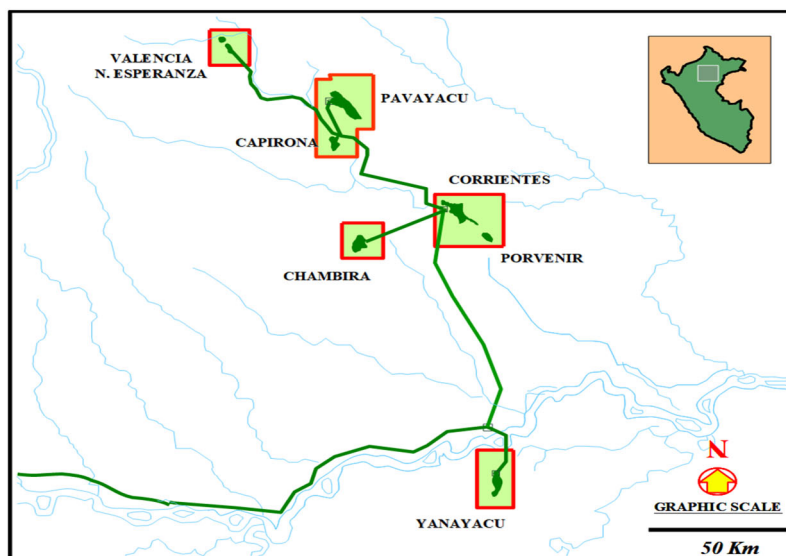 VALENCIA
N. ESPERANZA
PAVAYACU
CAPIRONA
CORRIENTES
CHAMBIRA
PORVENIR
YANAYACU
N
GRAPHIC SCALE
50 Km